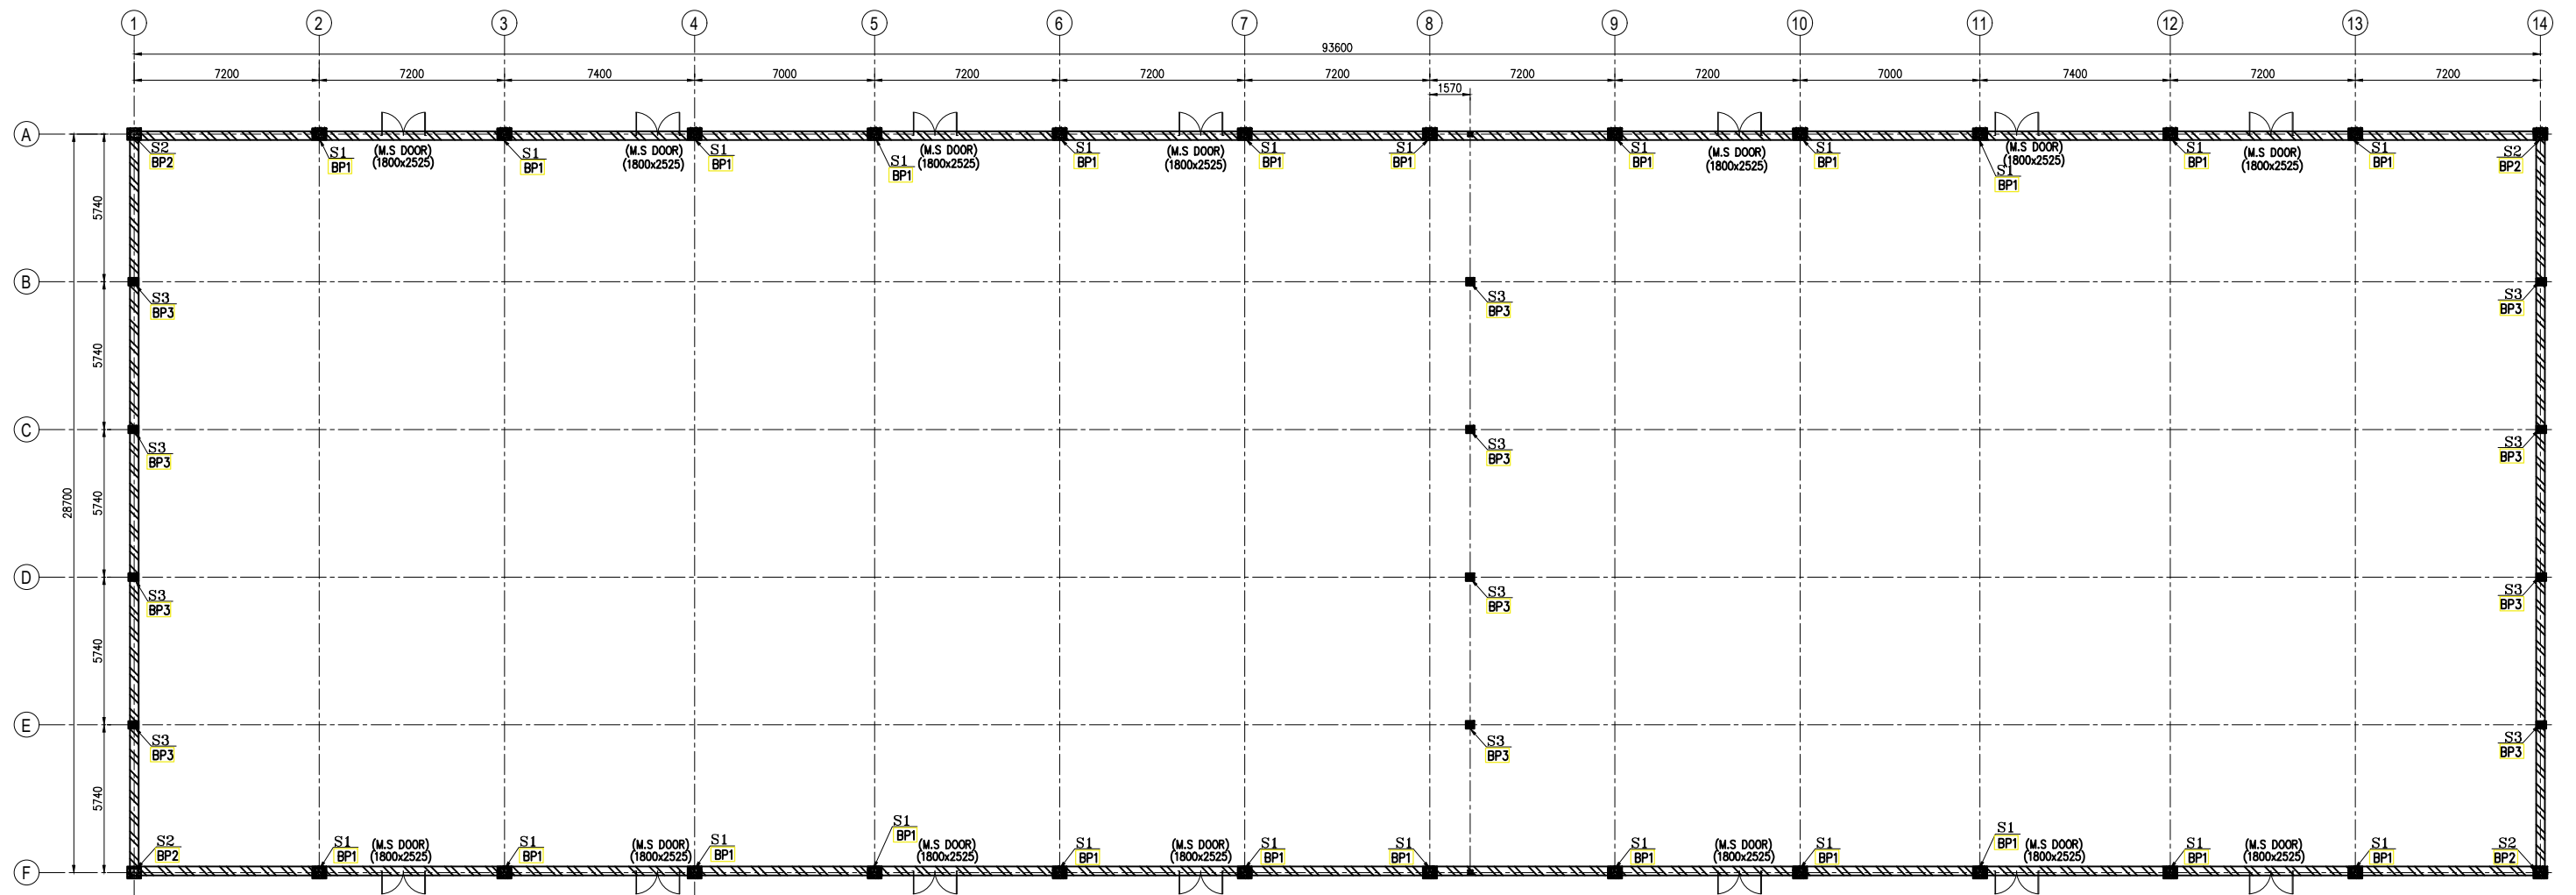 1 2 3 4 5 6 7 8 9 10 11 12 13 14
93600
7200 7200 7400 7000 7200 7200 7200 7200 7200 7000 7400 7200 7200
1570
A
S2
BP2
S1
BP1
(M.S DOOR)
(1800x2525)
S1
BP1
(M.S DOOR)
(1800x2525)
S1
BP1
S1
BP1
(M.S DOOR)
(1800x2525)
S1
BP1
(M.S DOOR)
(1800x2525)
S1
BP1
S1
BP1
S1
BP1
(M.S DOOR)
(1800x2525)
S1
BP1
S1
BP1
(M.S DOOR)
(1800x2525)
S1
BP1
(M.S DOOR)
(1800x2525)
S1
BP1
S2
BP2
5740
B
S3
BP3
S3
BP3
S3
BP3
5740
C
S3
BP3
S3
BP3
S3
BP3
28700
5740
D
S3
BP3
S3
BP3
S3
BP3
5740
E
S3
BP3
S3
BP3
S3
BP3
5740
F
S2
BP2
S1
BP1
(M.S DOOR)
(1800x2525)
S1
BP1
(M.S DOOR)
(1800x2525)
S1
BP1
S1
BP1
(M.S DOOR)
(1800x2525)
S1
BP1
(M.S DOOR)
(1800x2525)
S1
BP1
S1
BP1
S1
BP1
(M.S DOOR)
(1800x2525)
S1
BP1
S1
BP1
(M.S DOOR)
(1800x2525)
S1
BP1
(M.S DOOR)
(1800x2525)
S1
BP1
S2
BP2